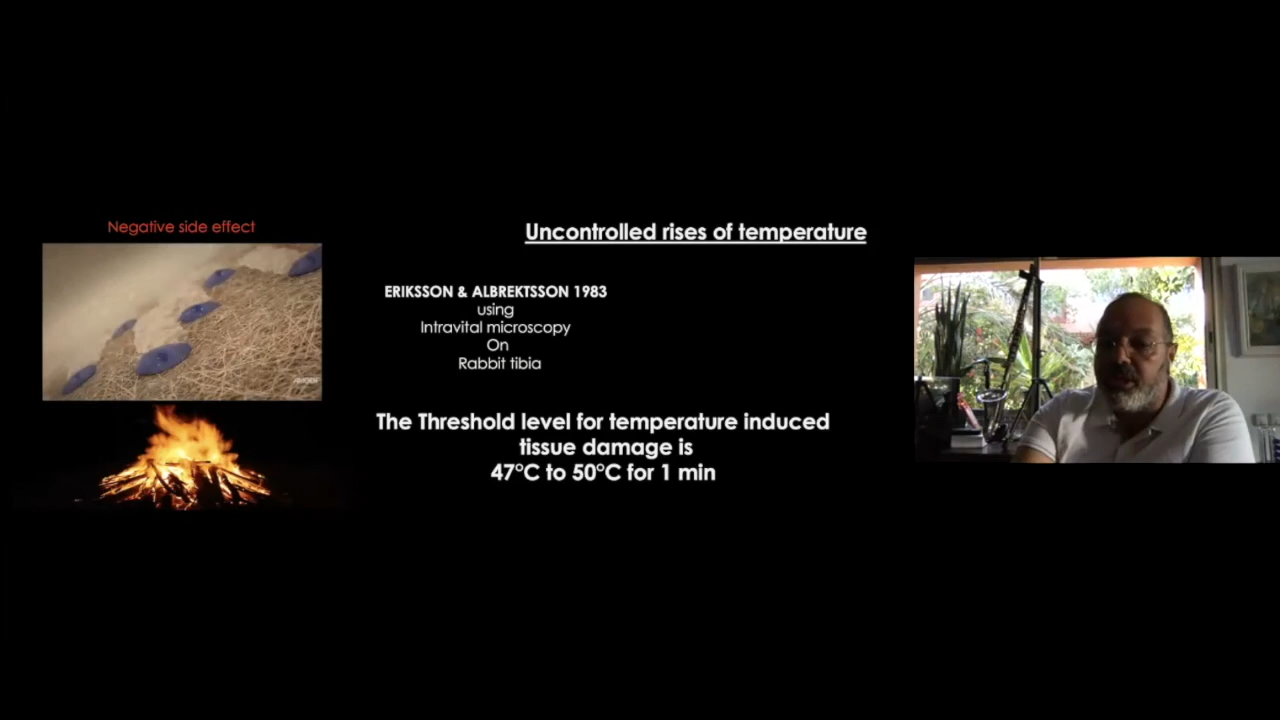 Negative side effect
Uncontrolled rises of temperature
ERIKSSON & ALBREKTSSON 1983
using
Intravital microscopy
On
Rabbit tibia
The Threshold level for temperature induced
tissue damage is
47°C to 50°C for 1 min